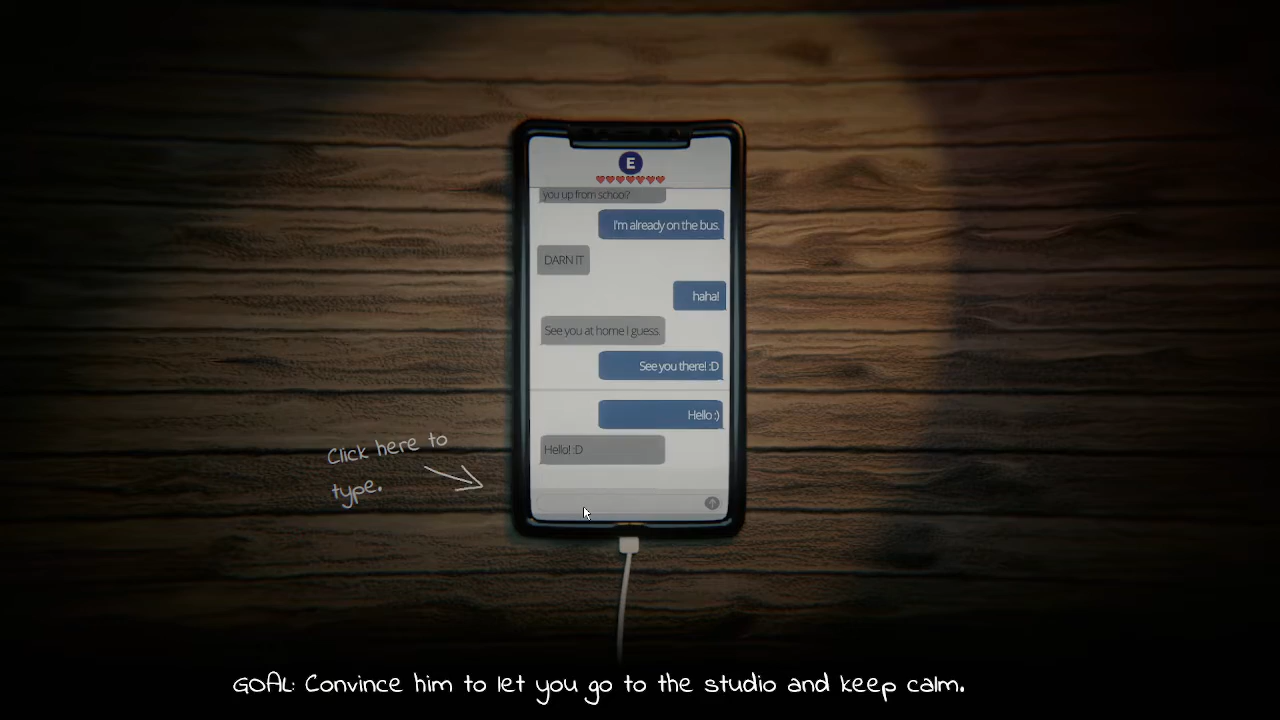 E
you up from school?
I'm already on the bus.
DARN IT
haha!
See you at home I guess.
See you there! :D
Hello :)
Hello! :D
Click here to
type.
GOAL: Convince him to let you go to the studio and keep calm.